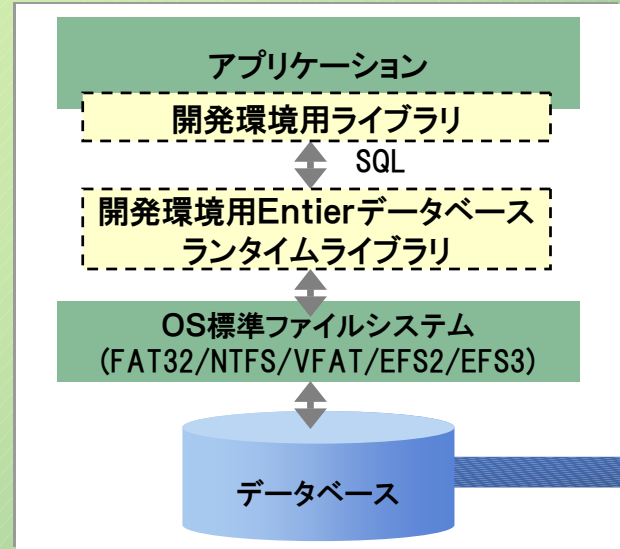 アプリケーション
開発環境用ライブラリ
SQL
開発環境用Entierデータベース
ランタイムライブラリ
OS標準ファイルシステム
(FAT32/NTFS/VFAT/EFS2/EFS3)
データベース